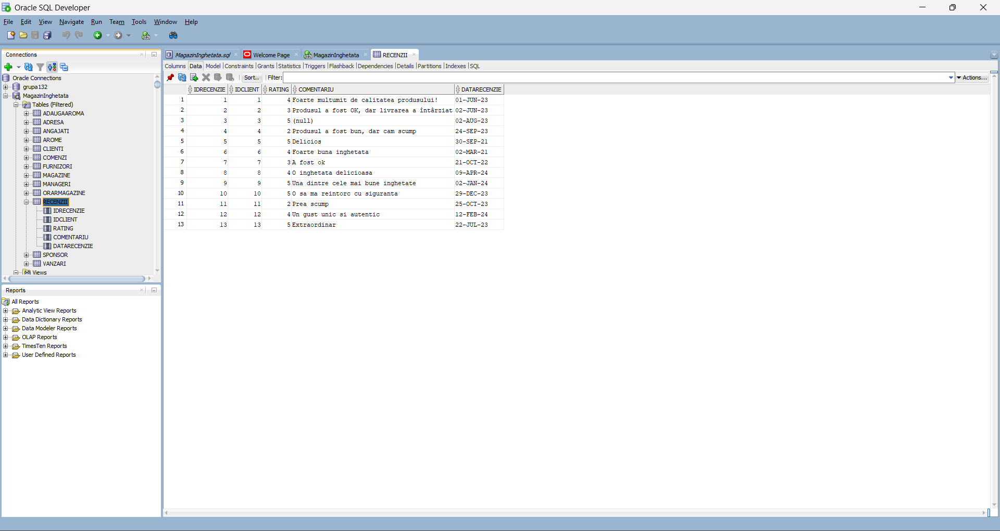 Oracle SQL Developer
File Edit View Navigate Run Team Tools Window Help
Connections
Oracle Connections
grupa132
MagazinInghetata
Tables (Filtered)
ADAUGAAROMA
ADRESA
ANGAJATI
AROME
CLIENTI
COMENZI
FURNIZORI
MAGAZINE
MANAGERI
ORARMAGAZINE
RECENZII
IDRECENZIE
IDCLIENT
RATING
COMENTARIU
DATARECENZIE
SPONSOR
VANZARI
Views
Reports
All Reports
Analytic View Reports
Data Dictionary Reports
Data Modeler Reports
OLAP Reports
TimesTen Reports
User Defined Reports
MagazinInghetata.sql Welcome Page MagazinInghetata RECENZII
Columns Data Model Constraints Grants Statistics Triggers Flashback Dependencies Details Partitions Indexes SQL
Sort.. Filter: Actions...
IDRECENZIE IDCLIENT RATING COMENTARIU DATARECENZIE
1 1 1 4 Foarte multumit de calitatea produsului! 01-JUN-23
2 2 2 3 Produsul a fost OK, dar livrarea a întârziat 02-JUN-23
3 3 3 5 (null) 02-AUG-23
4 4 4 2 Produsul a fost bun, dar cam scump 24-SEP-23
5 5 5 5 Delicios 30-SEP-21
6 6 6 4 Foarte buna inghetata 02-MAR-21
7 7 7 3 A fost ok 21-OCT-22
8 8 8 4 O inghetata delicioasa 09-APR-24
9 9 9 5 Una dintre cele mai bune inghetate 02-JAN-24
10 10 10 5 O sa ma reintorc cu siguranta 29-DEC-23
11 11 11 2 Prea scump 25-OCT-23
12 12 12 4 Un gust unic si autentic 12-FEB-24
13 13 13 5 Extraordinar 22-JUL-23